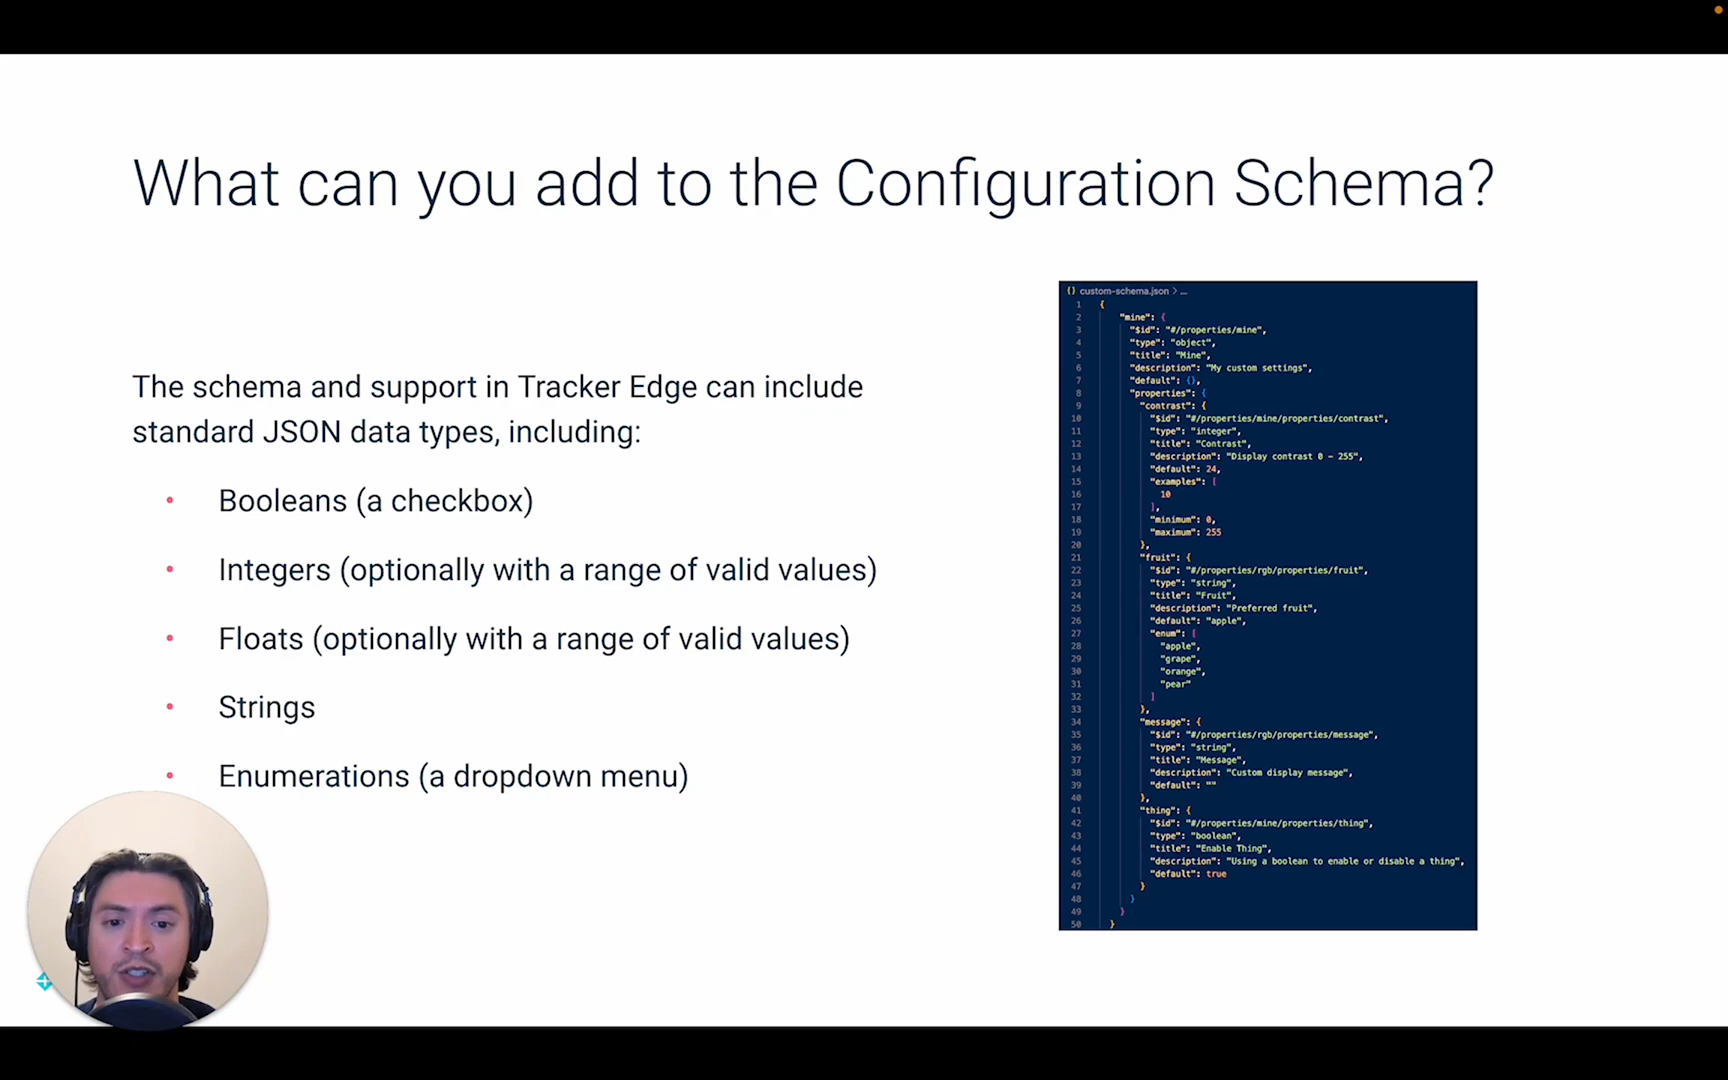 What can you add to the Configuration Schema?
The schema and support in Tracker Edge can include
standard JSON data types, including:
• Booleans (a checkbox)
• Integers (optionally with a range of valid values)
• Floats (optionally with a range of valid values)
• Strings
• Enumerations (a dropdown menu)
{} custom-schema.json > ...
1 {
2 "mine": {
3 "$id": "#/properties/mine",
4 "type": "object",
5 "title": "Mine",
6 "description": "My custom settings",
7 "default": {},
8 "properties": {
9 "contrast": {
10 "$id": "#/properties/mine/properties/contrast",
11 "type": "integer",
12 "title": "Contrast",
13 "description": "Display contrast 0 - 255",
14 "default": 24,
15 "examples": [
16 10
17 ],
18 "minimum": 0,
19 "maximum": 255
20 },
21 "fruit": {
22 "$id": "#/properties/rgb/properties/fruit",
23 "type": "string",
24 "title": "Fruit",
25 "description": "Preferred fruit",
26 "default": "apple",
27 "enum": [
28 "apple",
29 "grape",
30 "orange",
31 "pear"
32 ]
33 },
34 "message": {
35 "$id": "#/properties/rgb/properties/message",
36 "type": "string",
37 "title": "Message",
38 "description": "Custom display message",
39 "default": ""
40 },
41 "thing": {
42 "$id": "#/properties/mine/properties/thing",
43 "type": "boolean",
44 "title": "Enable Thing",
45 "description": "Using a boolean to enable or disable a thing",
46 "default": true
47 }
48 }
49 }
50 }